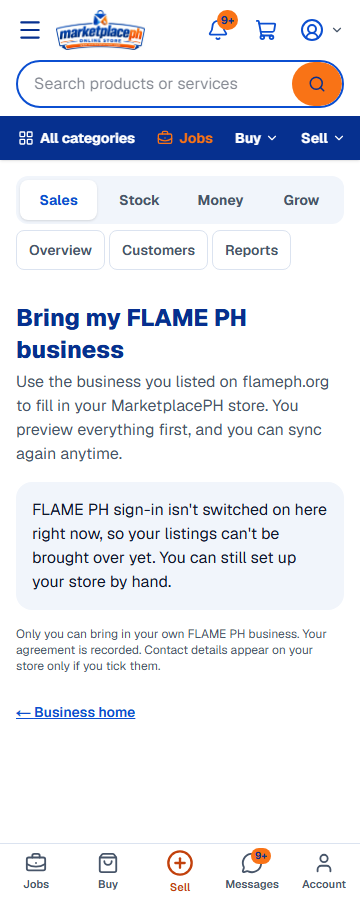 marketplaceph
ONLINE STORE
9+
Search products or services
All categories
Jobs
Buy
Sell
Sales
Stock
Money
Grow
Overview
Customers
Reports
Bring my FLAME PH
business
Use the business you listed on flameph.org
to fill in your MarketplacePH store. You
preview everything first, and you can sync
again anytime.
FLAME PH sign-in isn't switched on here
right now, so your listings can't be
brought over yet. You can still set up
your store by hand.
Only you can bring in your own FLAME PH business. Your
agreement is recorded. Contact details appear on your
store only if you tick them.
← Business home
9+
Jobs
Buy
Sell
Messages
Account